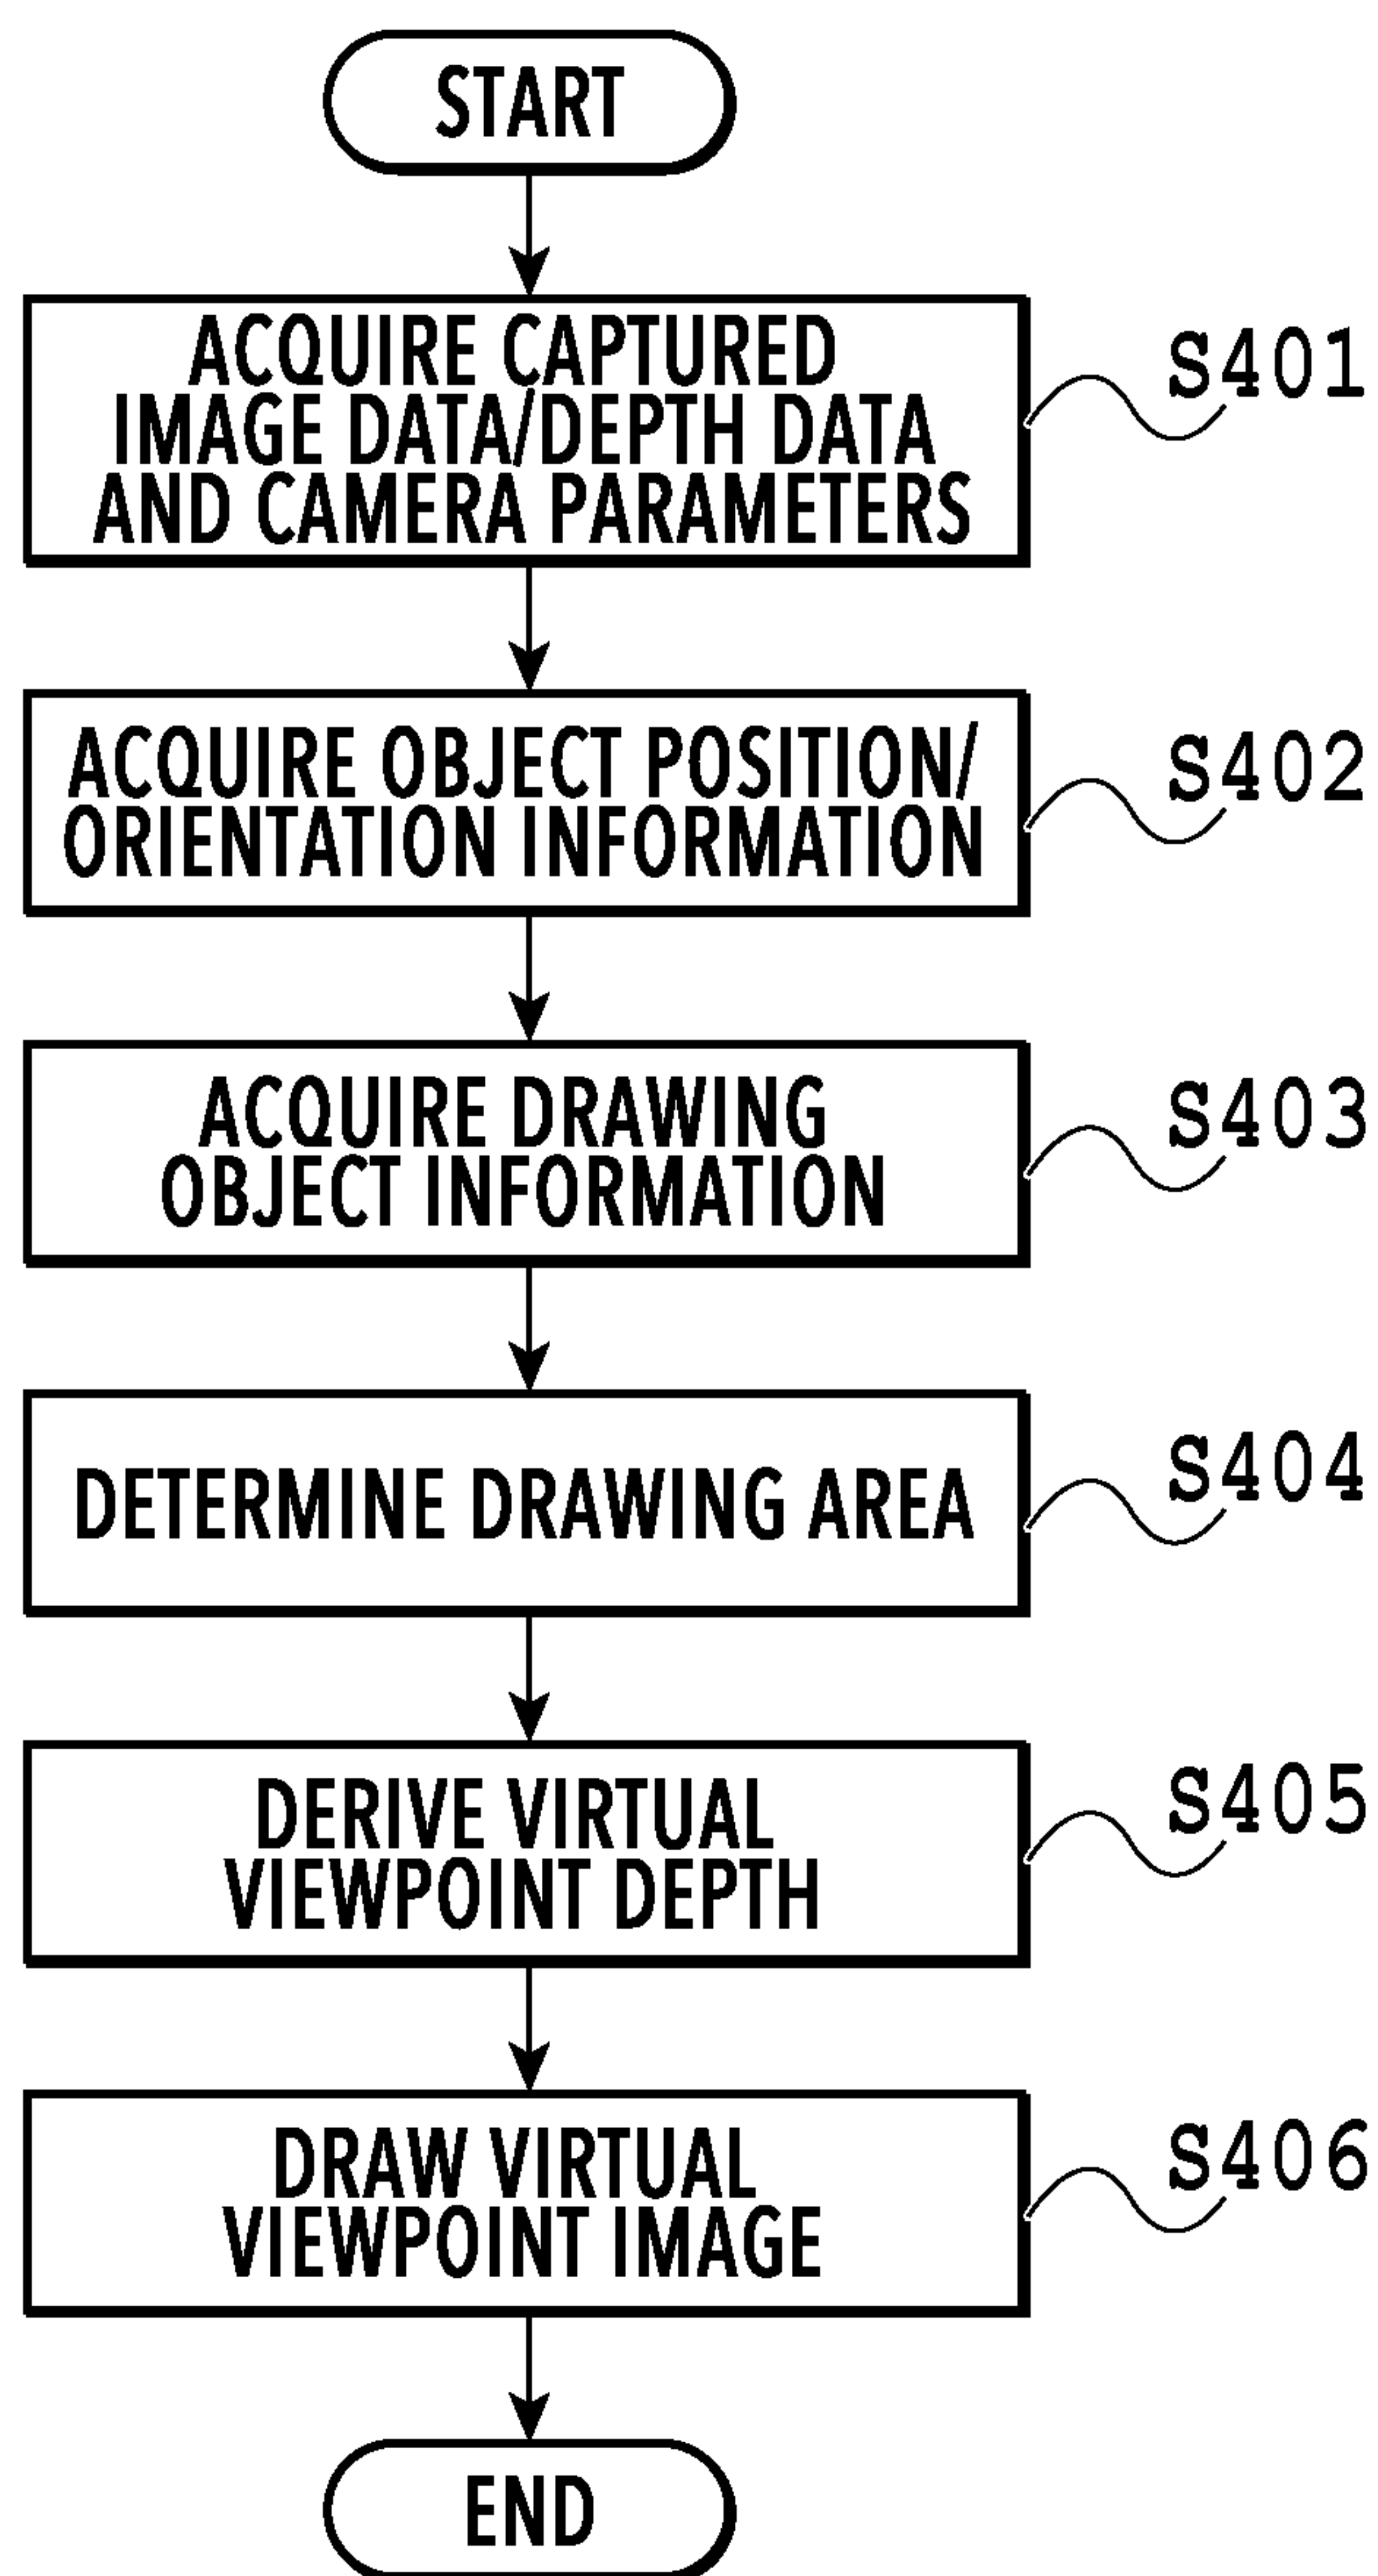 START
ACQUIRE CAPTURED
IMAGE DATA/DEPTH DATA
AND CAMERA PARAMETERS
S401
ACQUIRE OBJECT POSITION/
ORIENTATION INFORMATION
S402
ACQUIRE DRAWING
OBJECT INFORMATION
S403
DETERMINE DRAWING AREA
S404
DERIVE VIRTUAL
VIEWPOINT DEPTH
S405
DRAW VIRTUAL
VIEWPOINT IMAGE
S406
END